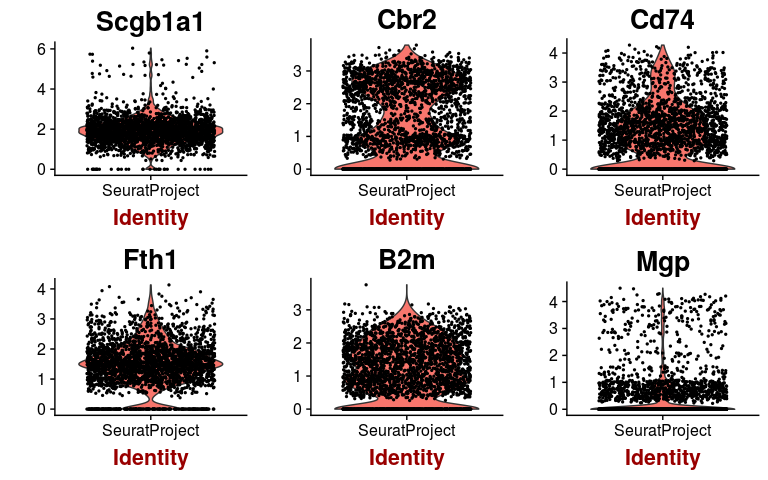 Scgb1a1
Cbr2
Cd74
6
4
2
0
3
2
1
0
4
3
2
1
0
SeuratProject
SeuratProject
SeuratProject
Identity
Identity
Identity
Fth1
B2m
Mgp
4
3
2
1
0
3
2
1
0
4
3
2
1
0
SeuratProject
SeuratProject
SeuratProject
Identity
Identity
Identity